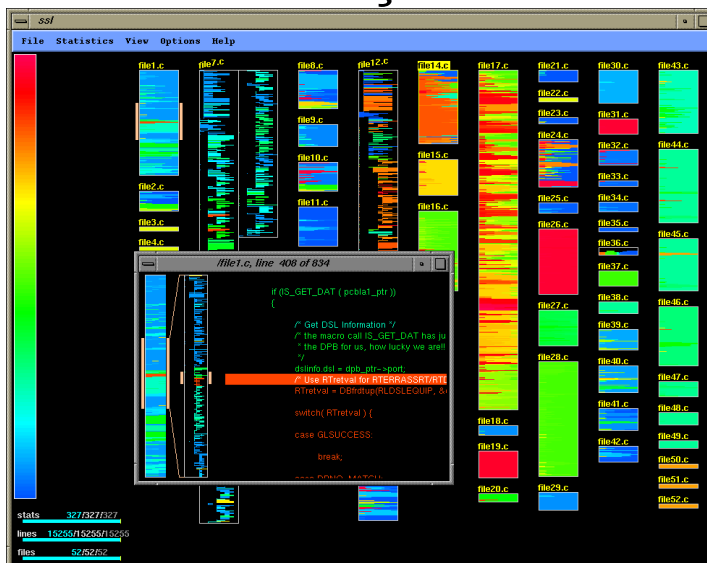 ssl
File Statistics View Options Help
file1.c
file7.c
file8.c
file12.c
file14.c
file17.c
file21.c
file30.c
file43.c
file22.c
file9.c
file31.c
file23.c
file24.c
file10.c
file15.c
file32.c
file44.c
file2.c
file33.c
file11.c
file16.c
file25.c
file34.c
file3.c
file26.c
file35.c
file45.c
file4.c
file36.c
file37.c
file27.c
file38.c
file46.c
file39.c
file28.c
file40.c
file47.c
file41.c
file48.c
file18.c
file42.c
file49.c
file19.c
file50.c
file20.c
file29.c
file51.c
file52.c
/file1.c, line 408 of 834
if (IS_GET_DAT ( pcbla1_ptr ))
{
/* Get DSL Information */
/* the macro call IS_GET_DAT has ju
* the DPB for us, how lucky we are!!
*/
dslinfo.dsl = dpb_ptr->port;
/* Use RTretval for RTERRASSRT/RTD
RTretval = DBfrdtup(RLDSLEQUIP, &
switch( RTretval ) {
case GLSUCCESS:
break;
stats 327/327/327
lines 15255/15255/15255
files 52/52/52